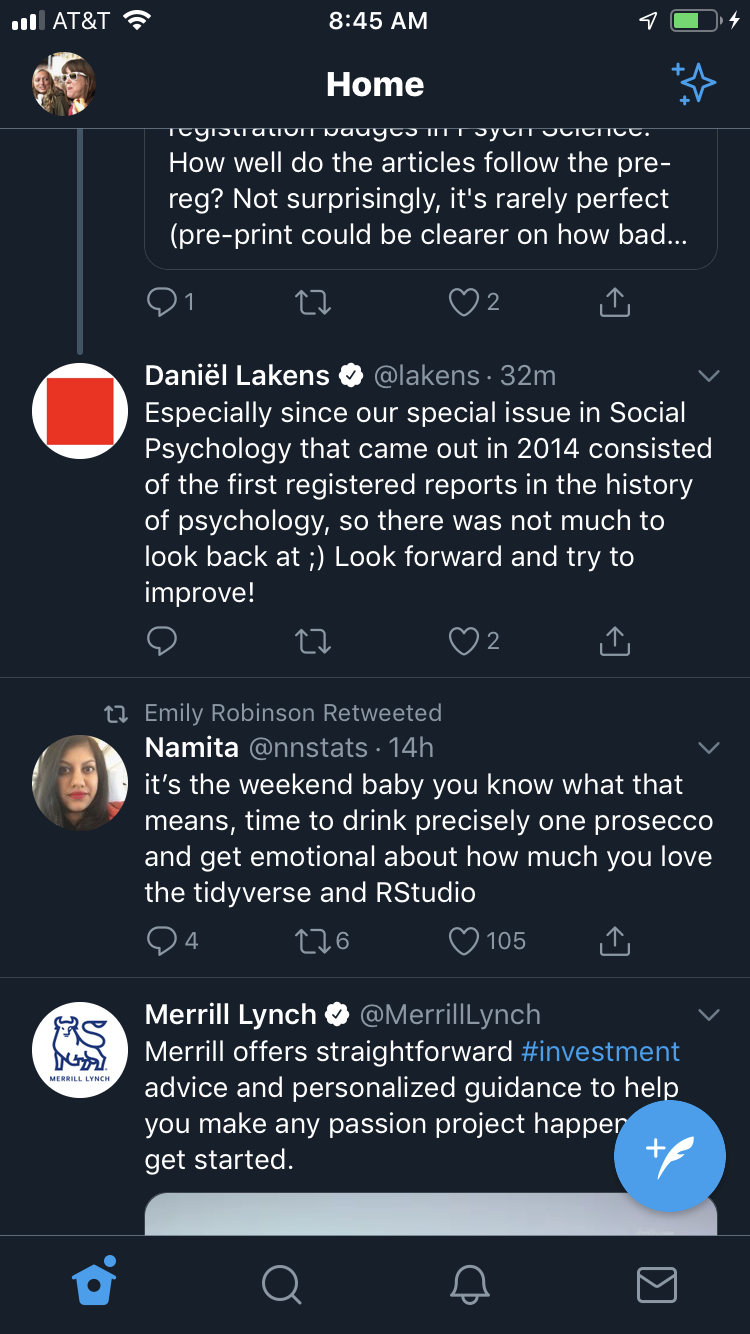 AT&T 8:45 AM
Home
registration badges in Psych Science.
How well do the articles follow the pre-
reg? Not surprisingly, it's rarely perfect
(pre-print could be clearer on how bad...
1 2
Daniël Lakens @lakens · 32m
Especially since our special issue in Social
Psychology that came out in 2014 consisted
of the first registered reports in the history
of psychology, so there was not much to
look back at ;) Look forward and try to
improve!
2
Emily Robinson Retweeted
Namita @nnstats · 14h
it’s the weekend baby you know what that
means, time to drink precisely one prosecco
and get emotional about how much you love
the tidyverse and RStudio
4 6 105
Merrill Lynch @MerrillLynch
MERRILL LYNCH
Merrill offers straightforward #investment
advice and personalized guidance to help
you make any passion project happen
get started.